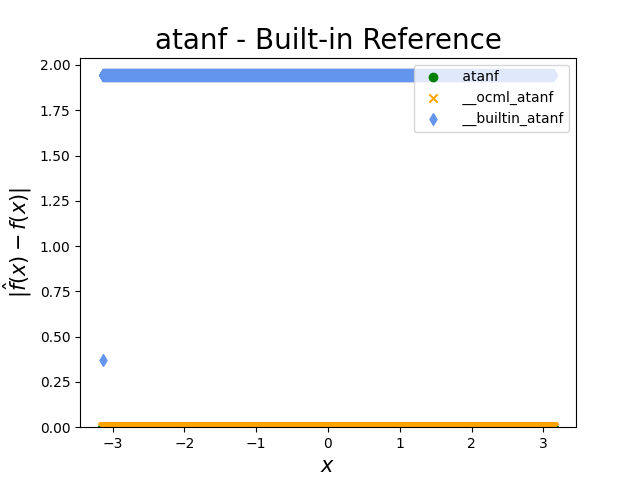 atanf - Built-in Reference
2.00
1.75
1.50
1.25
1.00
0.75
0.50
0.25
0.00
|f̂(x) − f(x)|
atanf
__ocml_atanf
__builtin_atanf
−3 −2 −1 0 1 2 3
x